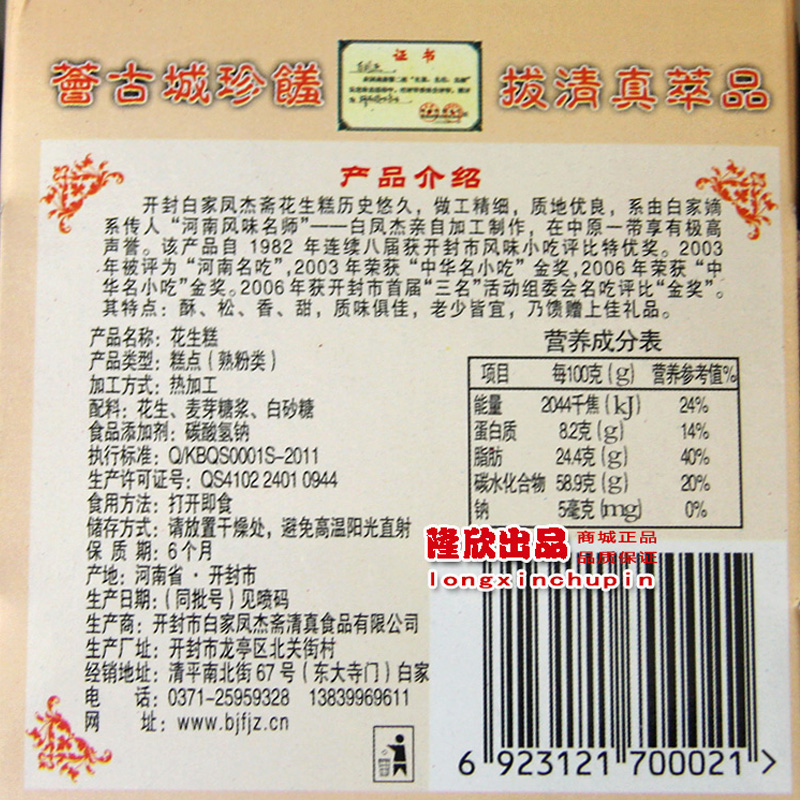 薈古城珍饈 拔清真萃品
证书
产品介绍
开封白家凤杰斋花生糕历史悠久，做工精细，质地优良，系由白家嫡
系传人“河南风味名师”——白凤杰亲自加工制作，在中原一带享有极高
声誉。该产品自 1982 年连续八届获开封市风味小吃评比特优奖。2003
年被评为“河南名吃”,2003年荣获“中华名小吃”金奖,2006年荣获“中
华名小吃”金奖。2006年获开封市首届“三名”活动组委会名吃评比“金奖”。
其特点：酥、松、香、甜，质味俱佳，老少皆宜，乃馈赠上佳礼品。
产品名称：花生糕
产品类型：糕点（熟粉类）
加工方式：热加工
配料：花生、麦芽糖浆、白砂糖
食品添加剂：碳酸氢钠
执行标准：Q/KBQS0001S-2011
生产许可证号：QS4102 2401 0944
食用方法：打开即食
储存方式：请放置干燥处，避免高温阳光直射
保 质 期：6个月
产地：河南省·开封市
生产日期：（同批号）见喷码
生产商：开封市白家凤杰斋清真食品有限公司
生产厂址：开封市龙亭区北关街村
经销地址：清平南北街67号（东大寺门）白家
电 话：0371-25959328 13839969611
网 址：www.bjfjz.cn
营养成分表
项目 每100克(g) 营养参考值%
能量 2044千焦(kJ) 24%
蛋白质 8.2克(g) 14%
脂肪 24.4克(g) 40%
碳水化合物 58.9克(g) 20%
钠 5毫克(mg) 0%
隆欣出品 商城正品
品质保证
longxinchupin
6 923121 700021 >